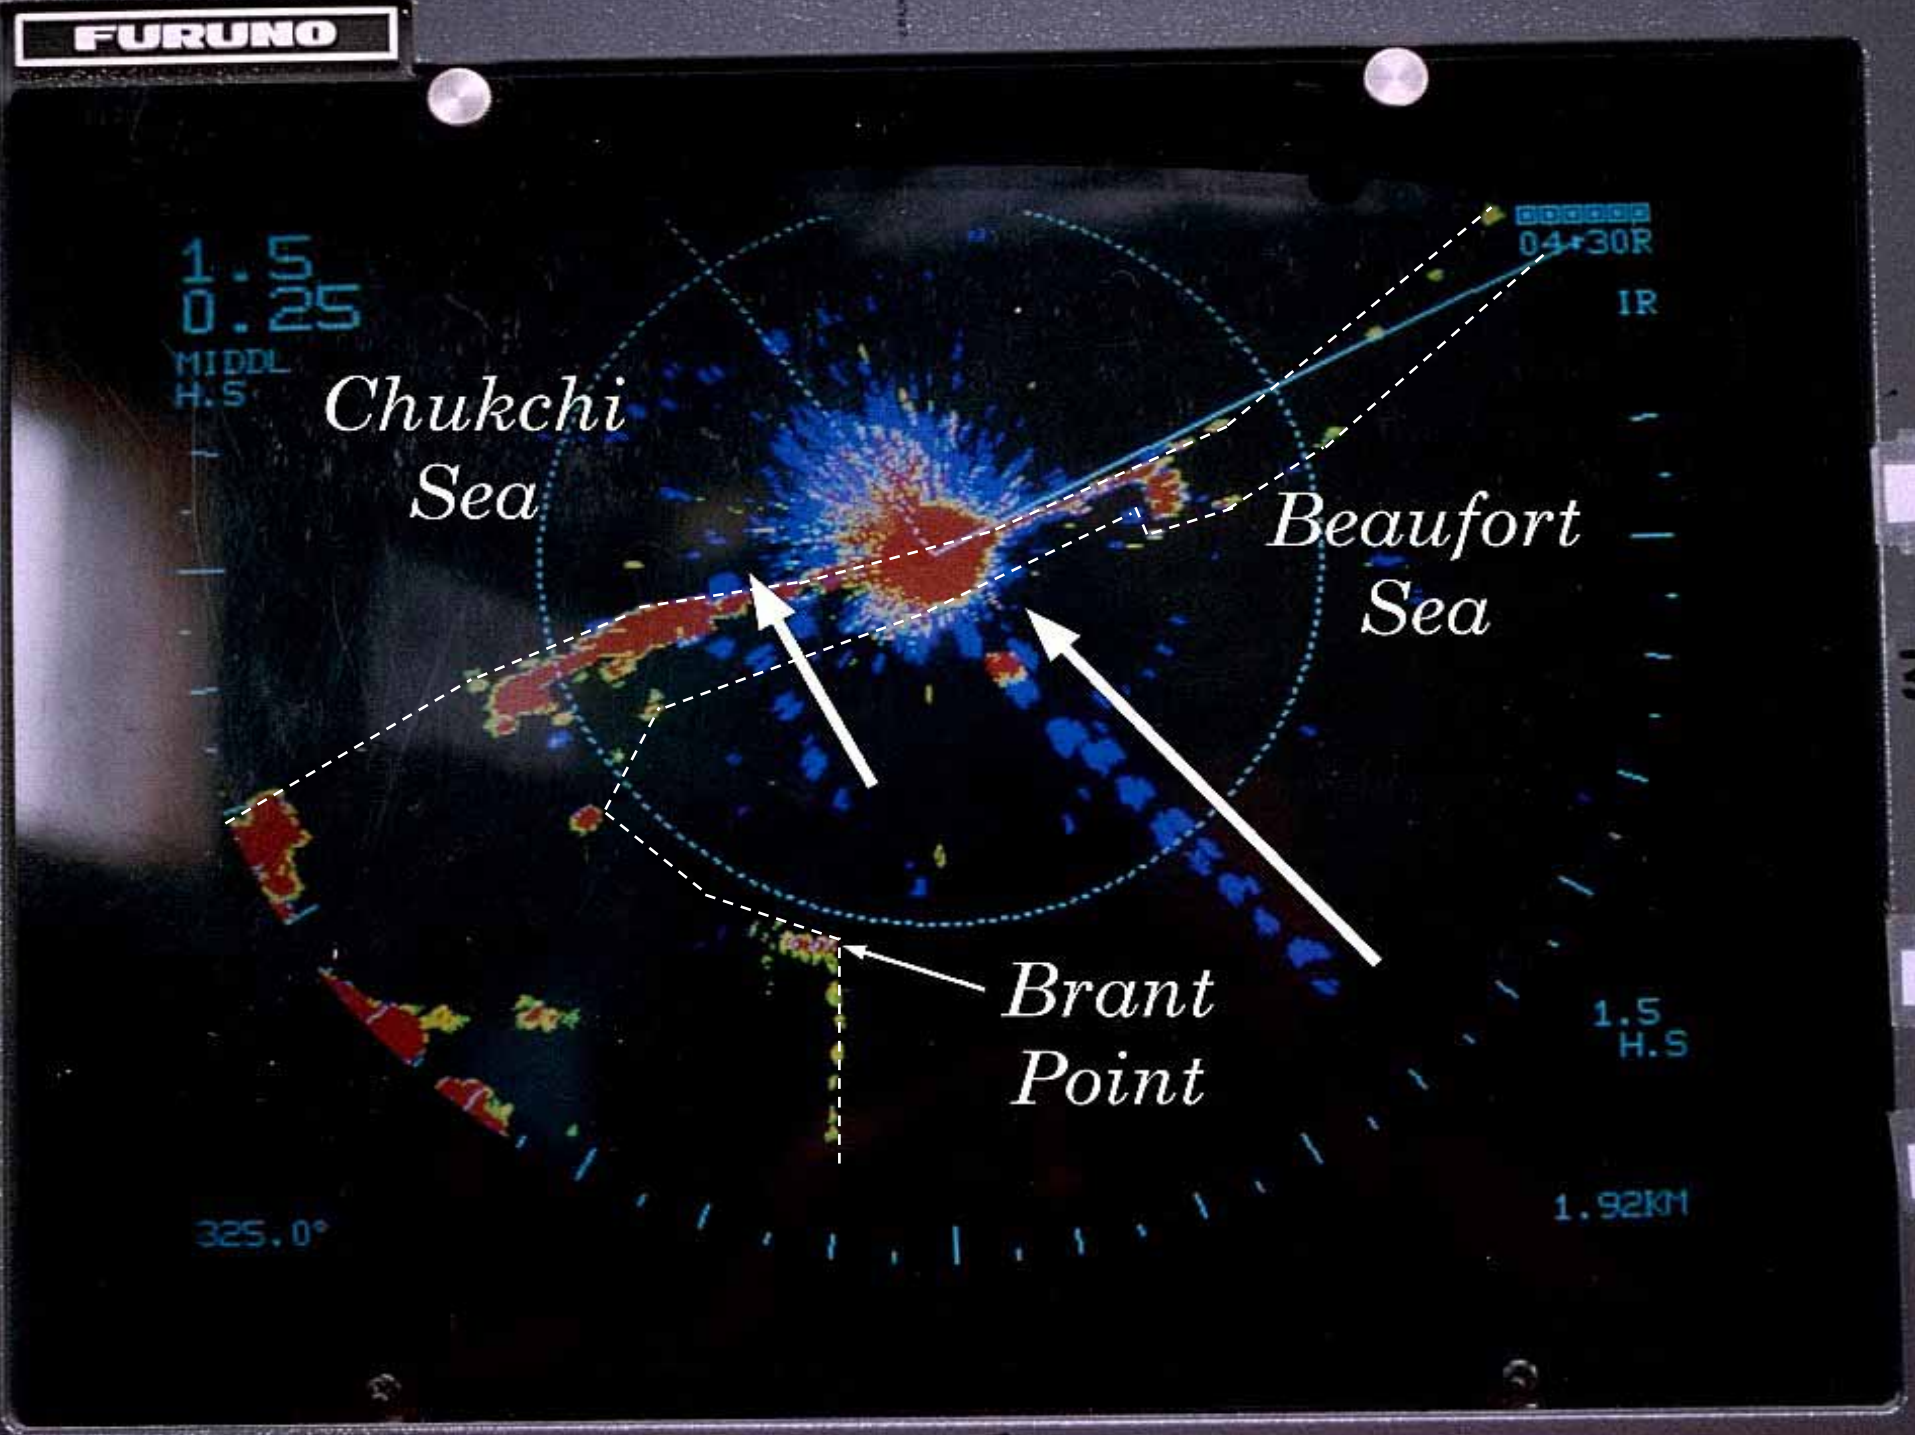 FURUNO
1.5
0.25
MIDDL
H.S
04:30R
IR
Chukchi
Sea
Beaufort
Sea
Brant
Point
1.5
H.S
325.0°
1.92KM